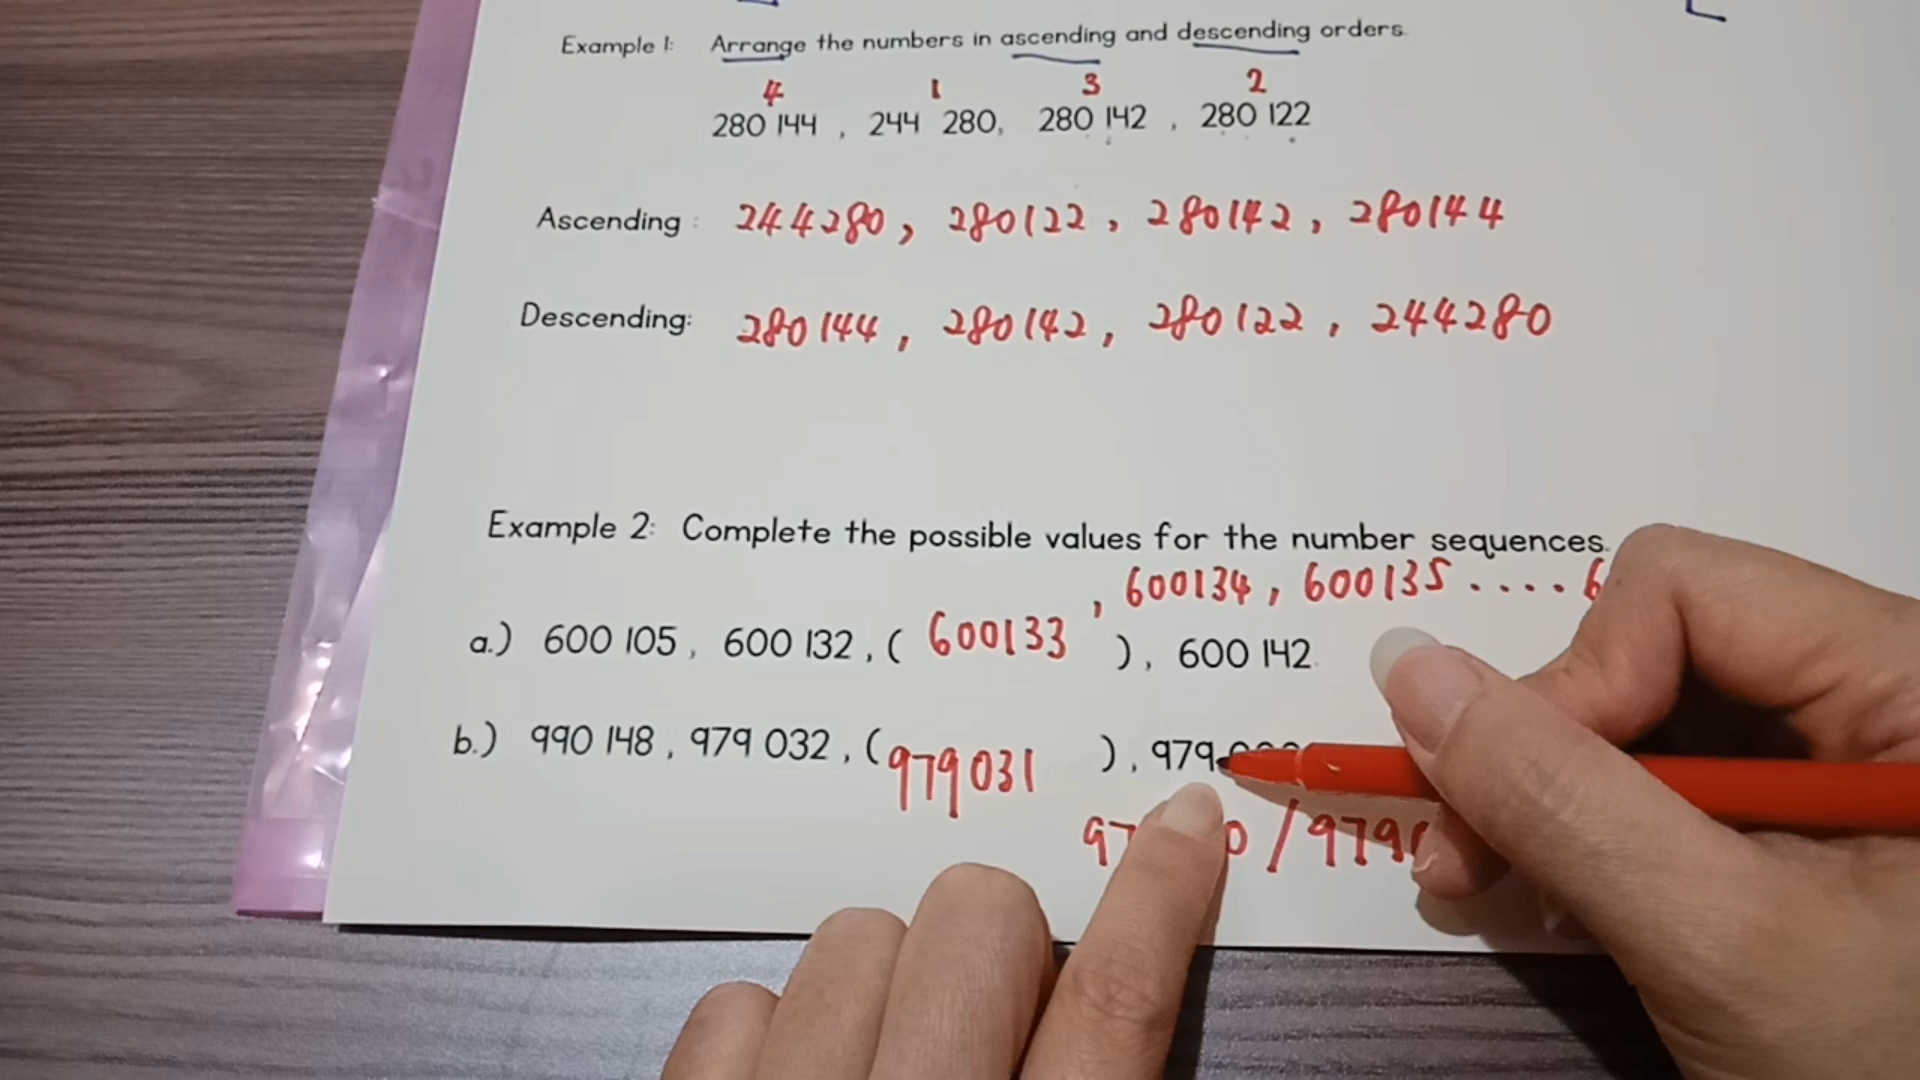 Example 1: Arrange the numbers in ascending and descending orders.
4 1 3 2
280 144 , 244 280, 280 142 , 280 122
Ascending : 244280, 280122, 280142, 280144
Descending: 280144, 280142, 280122, 244280
Example 2: Complete the possible values for the number sequences.
, 600134, 600135 .... 6
a.) 600 105 , 600 132 , ( 600133 ) , 600 142.
b.) 990 148 , 979 032 , ( 979031 ) , 979